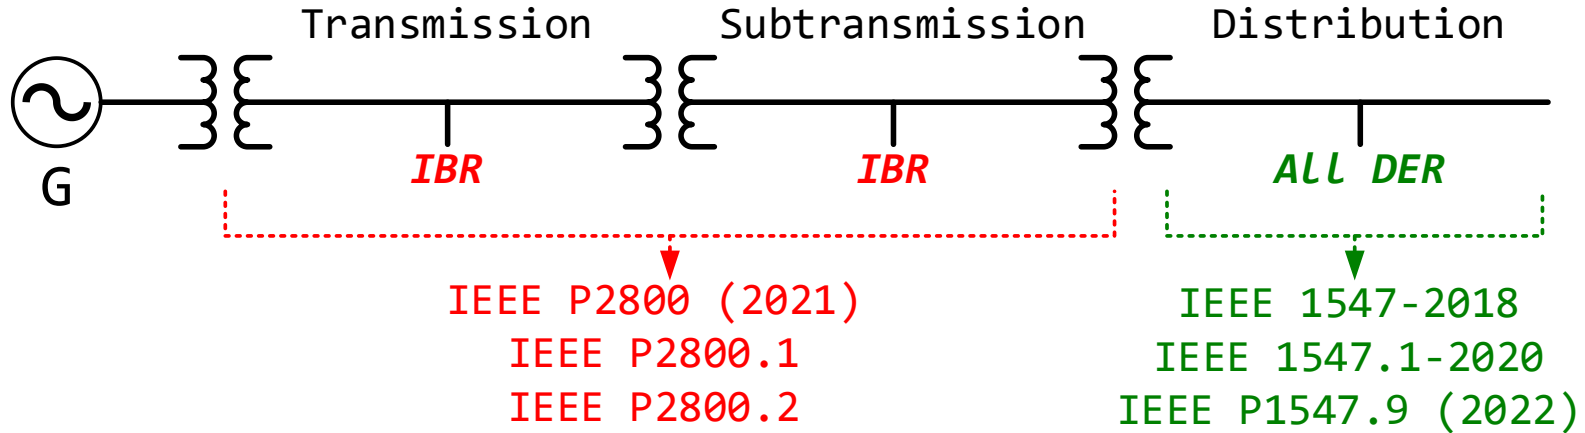 Transmission
Subtransmission
Distribution
G
IBR
IBR
All DER
IEEE P2800 (2021)
IEEE P2800.1
IEEE P2800.2
IEEE 1547-2018
IEEE 1547.1-2020
IEEE P1547.9 (2022)